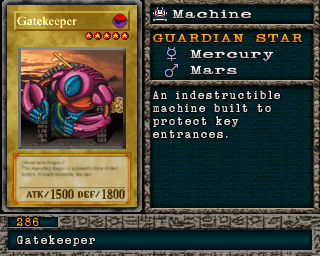 Gatekeeper
ATK/1500 DEF/1800
Machine
GUARDIAN STAR
☿ Mercury
♂ Mars
An indestructible
machine built to
protect key
entrances.
286
Gatekeeper